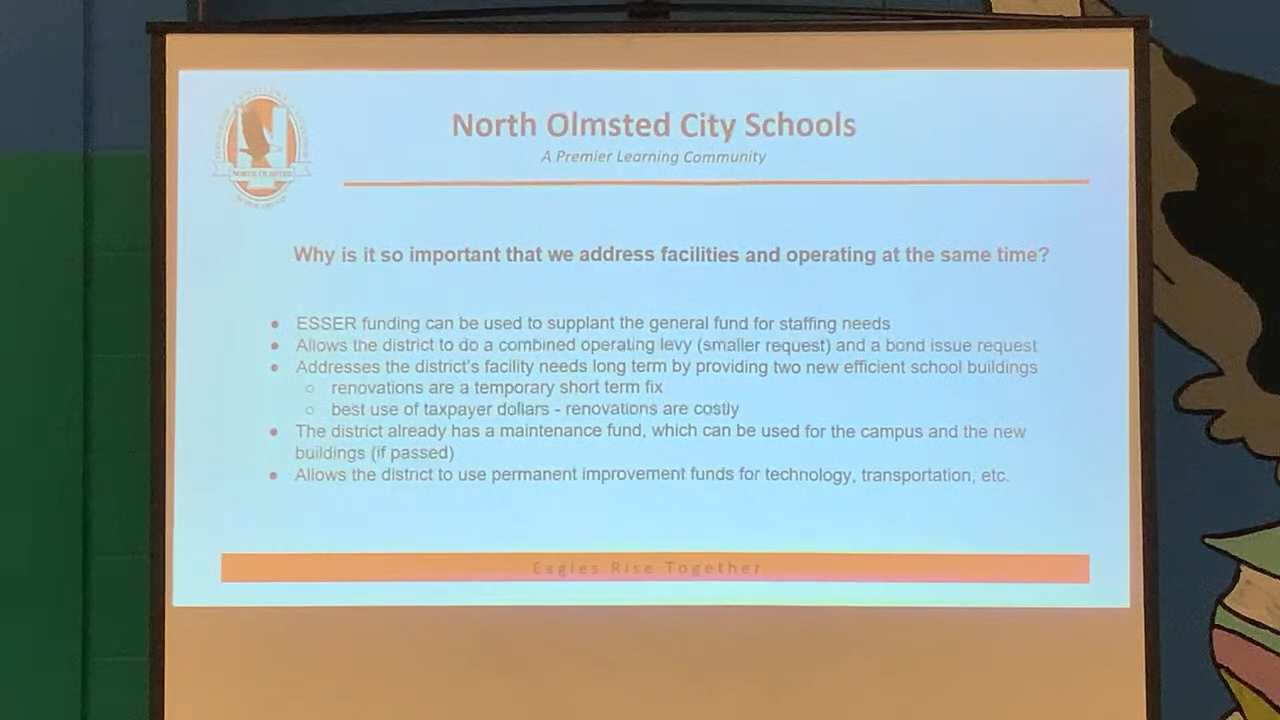 North Olmsted City Schools
A Premier Learning Community
NORTH OLMSTED
Why is it so important that we address facilities and operating at the same time?
● ESSER funding can be used to supplant the general fund for staffing needs
● Allows the district to do a combined operating levy (smaller request) and a bond issue request
● Addresses the district's facility needs long term by providing two new efficient school buildings
○ renovations are a temporary short term fix
○ best use of taxpayer dollars - renovations are costly
● The district already has a maintenance fund, which can be used for the campus and the new
buildings (if passed)
● Allows the district to use permanent improvement funds for technology, transportation, etc.
Eagles Rise Together